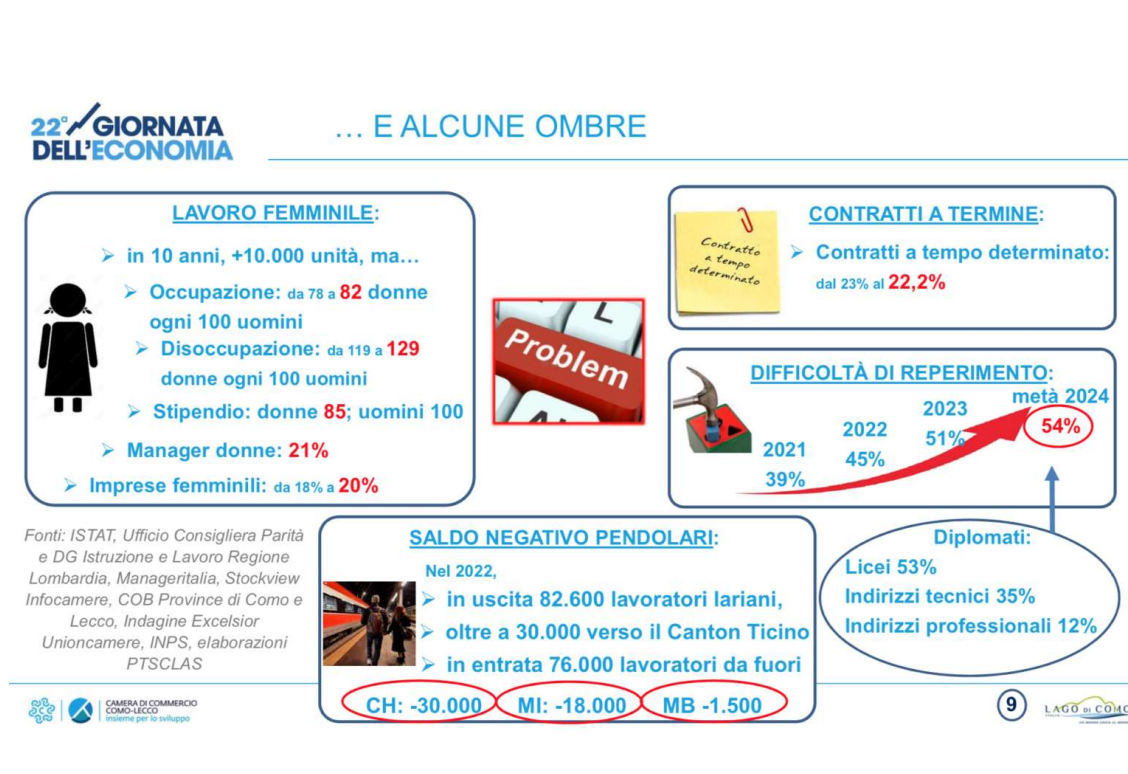 22° GIORNATA
DELL'ECONOMIA
… E ALCUNE OMBRE
LAVORO FEMMINILE:
in 10 anni, +10.000 unità, ma…
Occupazione: da 78 a 82 donne
ogni 100 uomini
Disoccupazione: da 119 a 129
donne ogni 100 uomini
Stipendio: donne 85; uomini 100
Manager donne: 21%
Imprese femminili: da 18% a 20%
Problem
L
CONTRATTI A TERMINE:
Contratto
a tempo
determinato
Contratti a tempo determinato:
dal 23% al 22,2%
DIFFICOLTÀ DI REPERIMENTO:
2021
39%
2022
45%
2023
51%
metà 2024
54%
Diplomati:
Licei 53%
Indirizzi tecnici 35%
Indirizzi professionali 12%
Fonti: ISTAT, Ufficio Consigliera Parità
e DG Istruzione e Lavoro Regione
Lombardia, Manageritalia, Stockview
Infocamere, COB Province di Como e
Lecco, Indagine Excelsior
Unioncamere, INPS, elaborazioni
PTSCLAS
SALDO NEGATIVO PENDOLARI:
Nel 2022,
in uscita 82.600 lavoratori lariani,
oltre a 30.000 verso il Canton Ticino
in entrata 76.000 lavoratori da fuori
CH: -30.000 MI: -18.000 MB -1.500
CAMERA DI COMMERCIO
COMO-LECCO
insieme per lo sviluppo
9
LAGO DI COMO